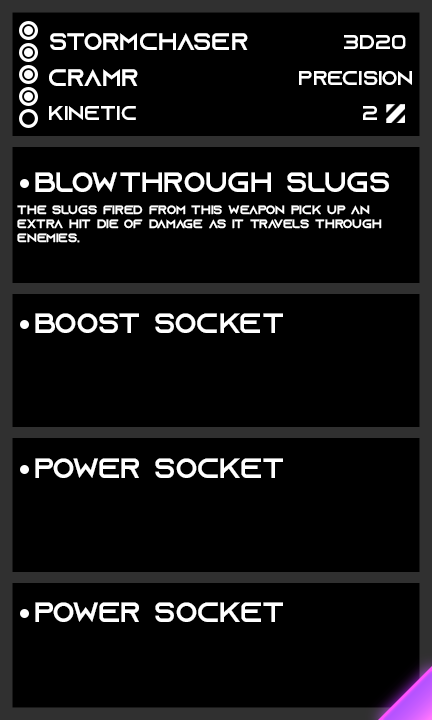 STORMCHASER 3D20
CRAMR PRECISION
KINETIC 2
•BLOWTHROUGH SLUGS
THE SLUGS FIRED FROM THIS WEAPON PICK UP AN
EXTRA HIT DIE OF DAMAGE AS IT TRAVELS THROUGH
ENEMIES.
•BOOST SOCKET
•POWER SOCKET
•POWER SOCKET